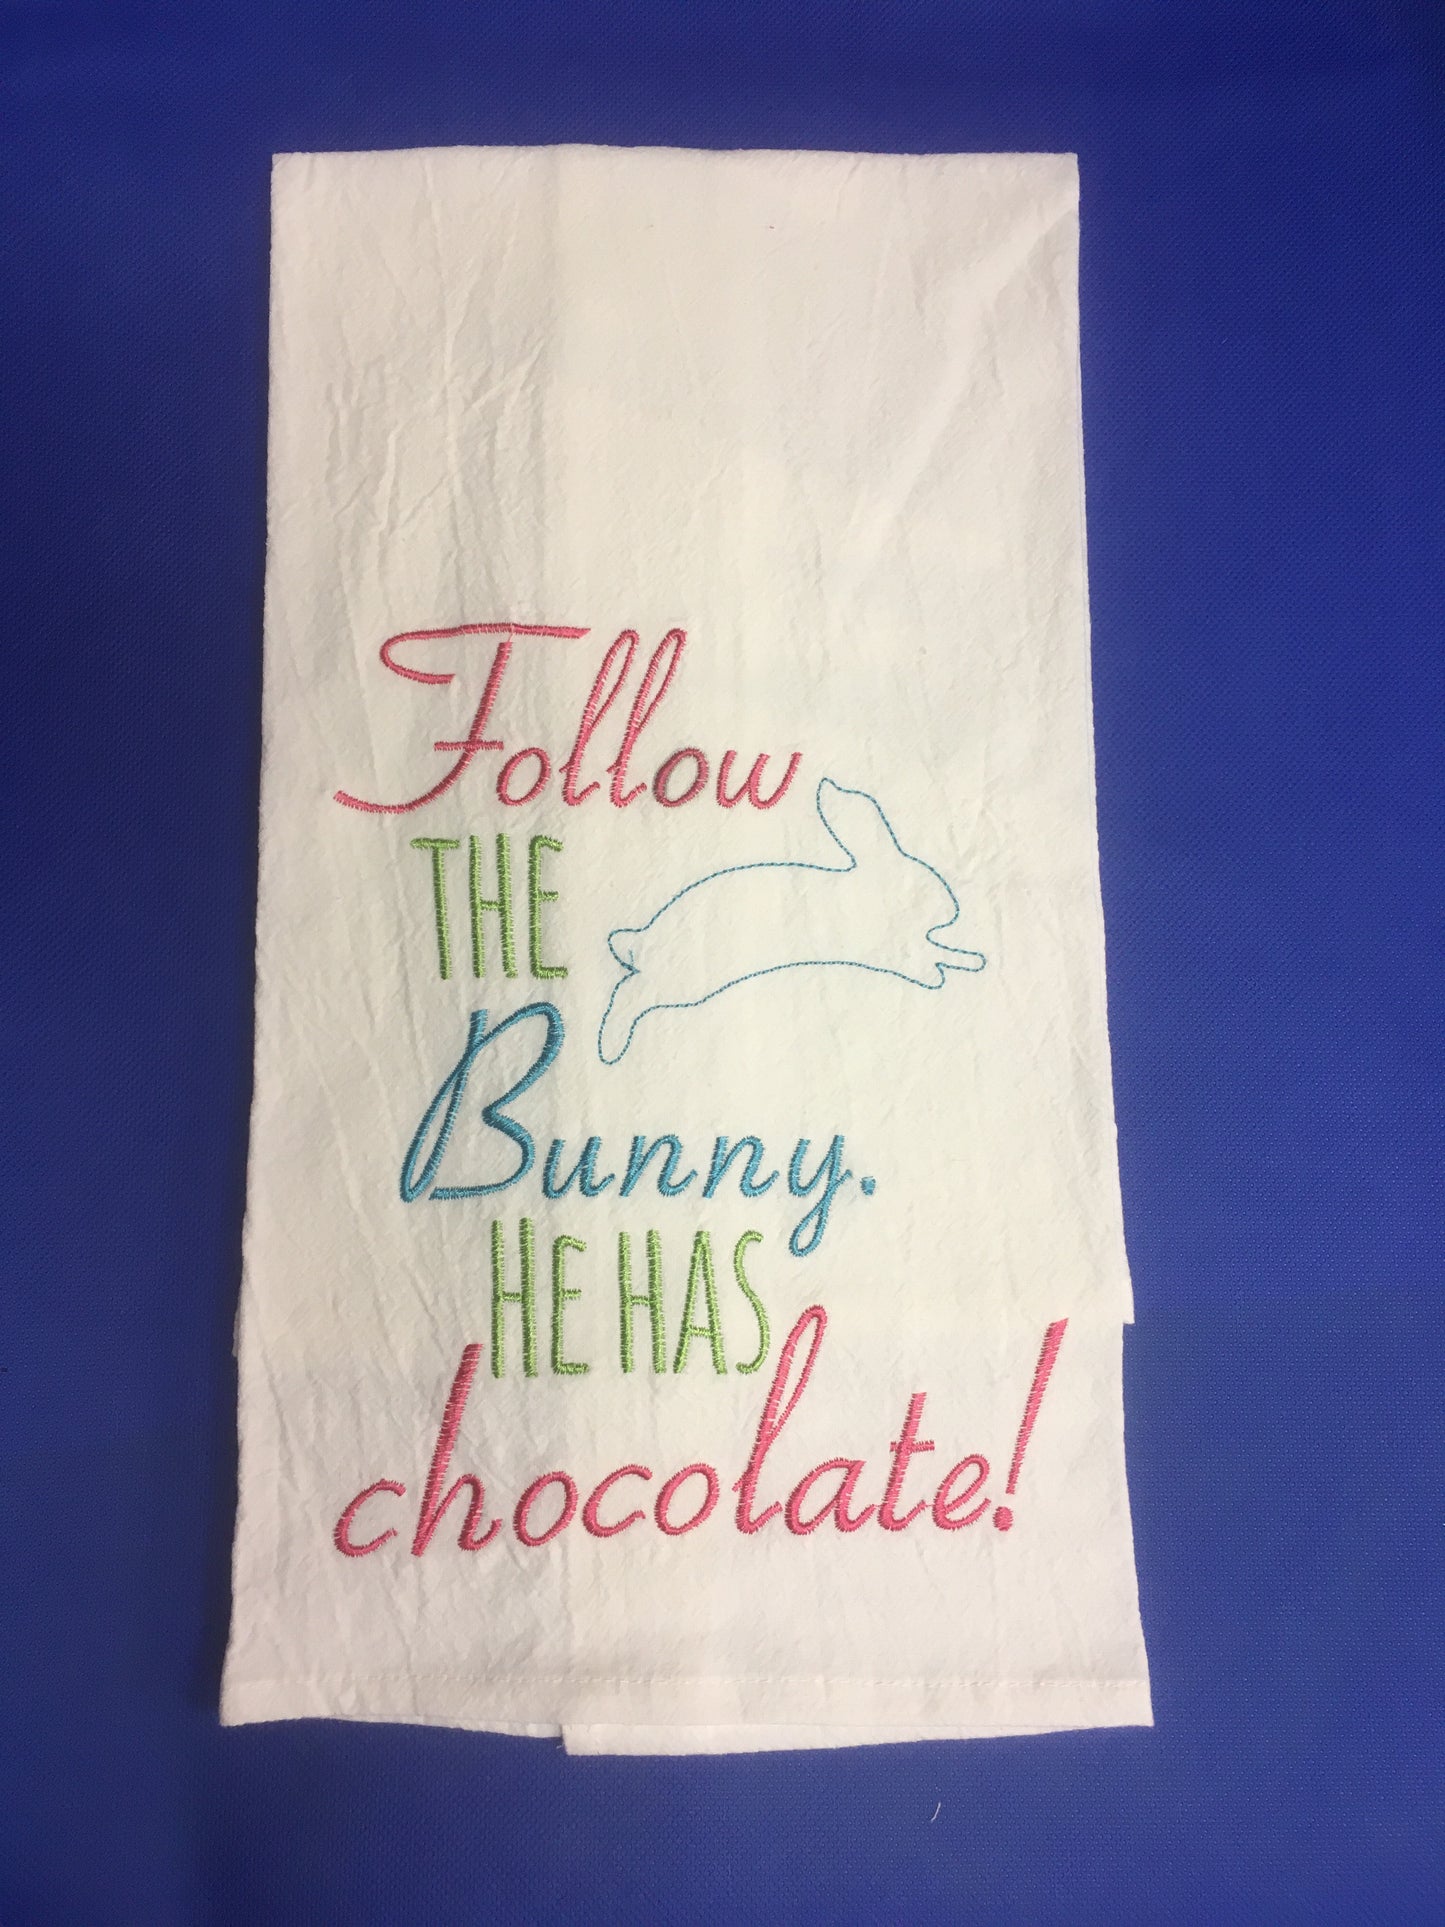 Follow
THE
Bunny.
HE HAS
chocolate!